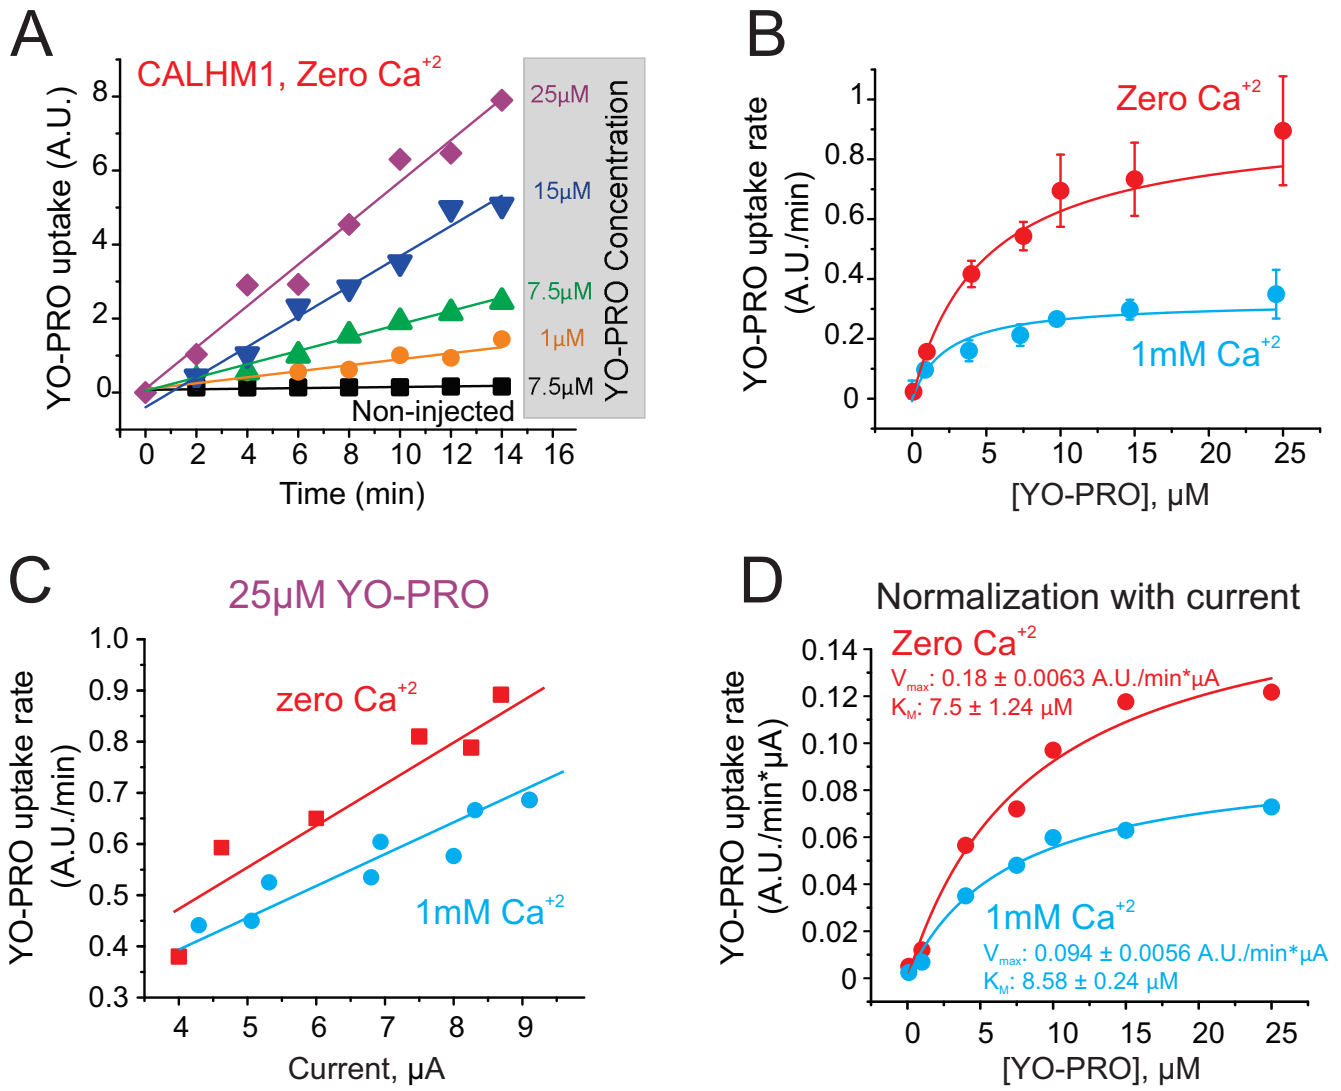 A
CALHM1, Zero Ca+2
YO-PRO uptake (A.U.)
8
6
4
2
0
25µM
15µM
7.5µM
1µM
7.5µM
Non-injected
YO-PRO Concentration
0 2 4 6 8 10 12 14 16
Time (min)
B
YO-PRO uptake rate
(A.U./min)
1
0.8
0.6
0.4
0.2
0
Zero Ca+2
1mM Ca+2
0 5 10 15 20 25
[YO-PRO], µM
C
25µM YO-PRO
YO-PRO uptake rate
(A.U./min)
1.0
0.9
0.8
0.7
0.6
0.5
0.4
0.3
zero Ca+2
1mM Ca+2
4 5 6 7 8 9
Current, µA
D
Normalization with current
YO-PRO uptake rate
(A.U./min*µA)
0.14
0.12
0.10
0.08
0.06
0.04
0.02
0
Zero Ca+2
Vmax: 0.18 ± 0.0063 A.U./min*µA
KM: 7.5 ± 1.24 µM
1mM Ca+2
Vmax: 0.094 ± 0.0056 A.U./min*µA
KM: 8.58 ± 0.24 µM
0 5 10 15 20 25
[YO-PRO], µM